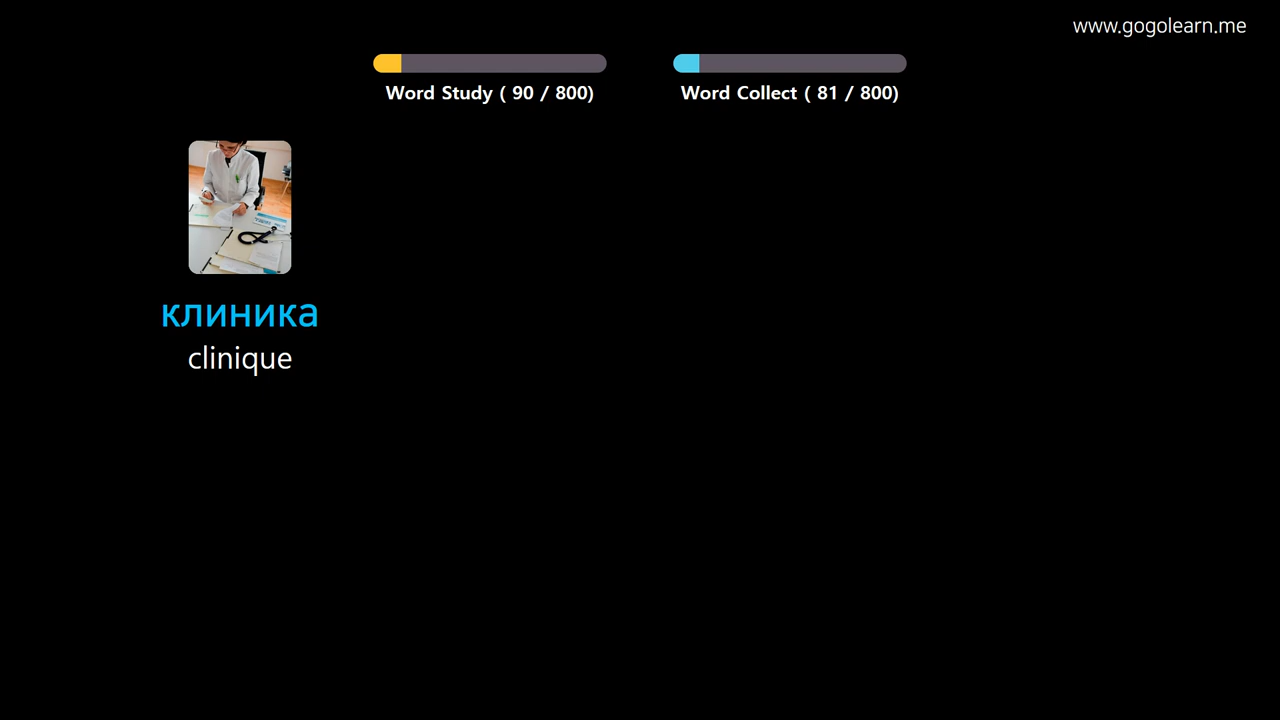 www.gogolearn.me
Word Study ( 90 / 800)
Word Collect ( 81 / 800)
клиника
clinique